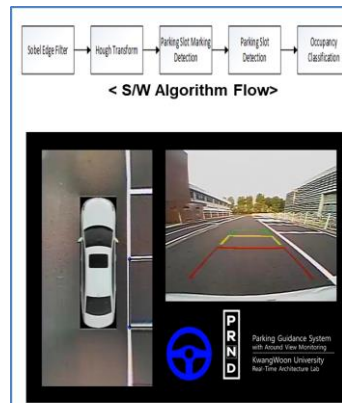 Sobel Edge Filter
Hough Transform
Parking Slot Marking
Detection
Parking Slot
Detection
Occupancy
Classification
< S/W Algorithm Flow>
P
R
N
D
Parking Guidance System
with Around View Monitoring
KwangWoon University
Real-Time Architecture Lab